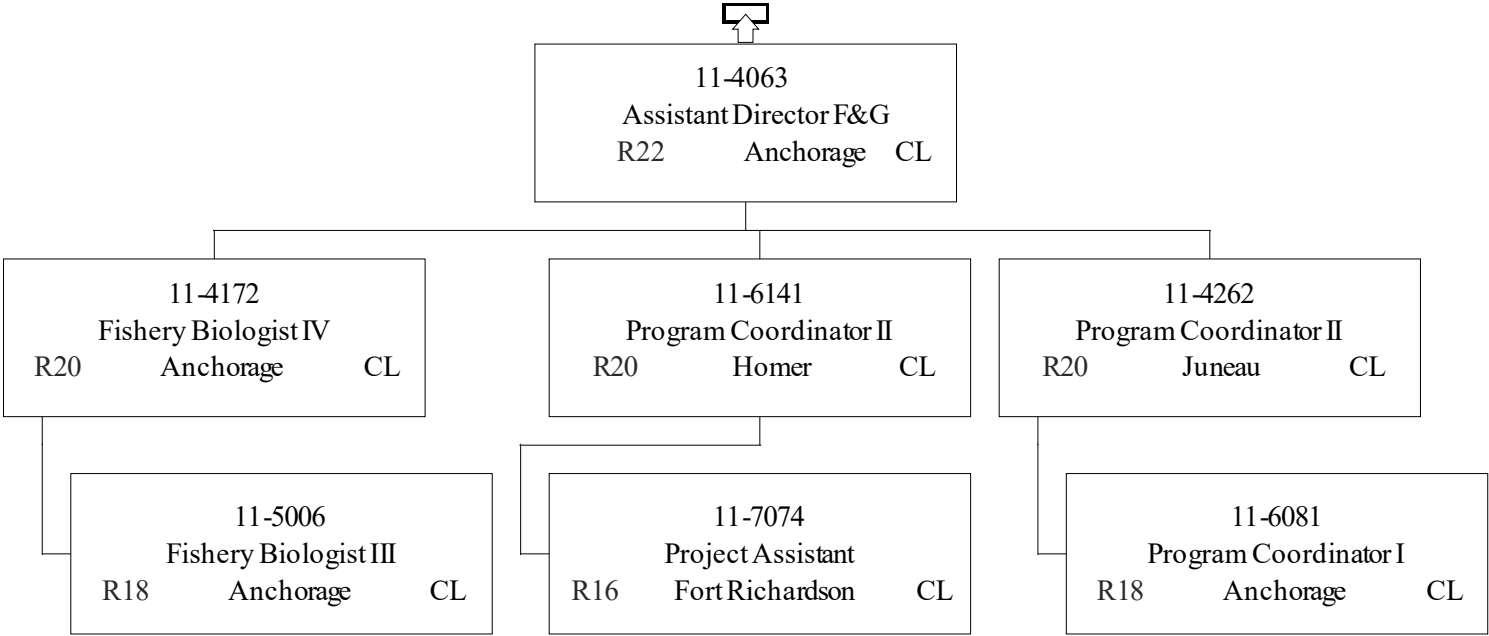 11-4063
Assistant Director F&G
R22 Anchorage CL
11-4172
Fishery Biologist IV
R20 Anchorage CL
11-6141
Program Coordinator II
R20 Homer CL
11-4262
Program Coordinator II
R20 Juneau CL
11-5006
Fishery Biologist III
R18 Anchorage CL
11-7074
Project Assistant
R16 Fort Richardson CL
11-6081
Program Coordinator I
R18 Anchorage CL